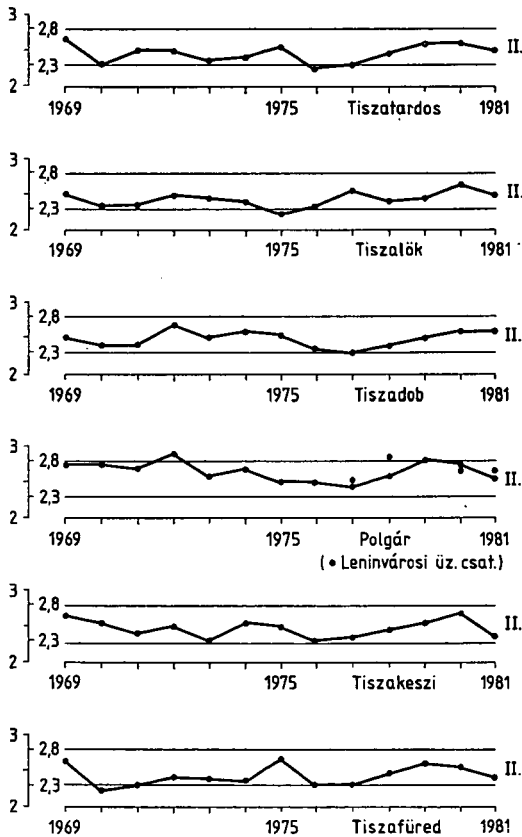 3
2,8
II.
2,3
2
1969 1975 Tiszatardos 1981
3
2,8
II.
2,3
2
1969 1975 Tiszalök 1981
3
2,8
II.
2,3
2
1969 1975 Tiszadob 1981
3
2,8
II.
2,3
2
1969 1975 Polgár 1981
(• Leninvárosi üz. csat.)
3
2,8
II.
2,3
2
1969 1975 Tiszakeszi 1981
3
2,8
II.
2,3
2
1969 1975 Tiszafüred 1981